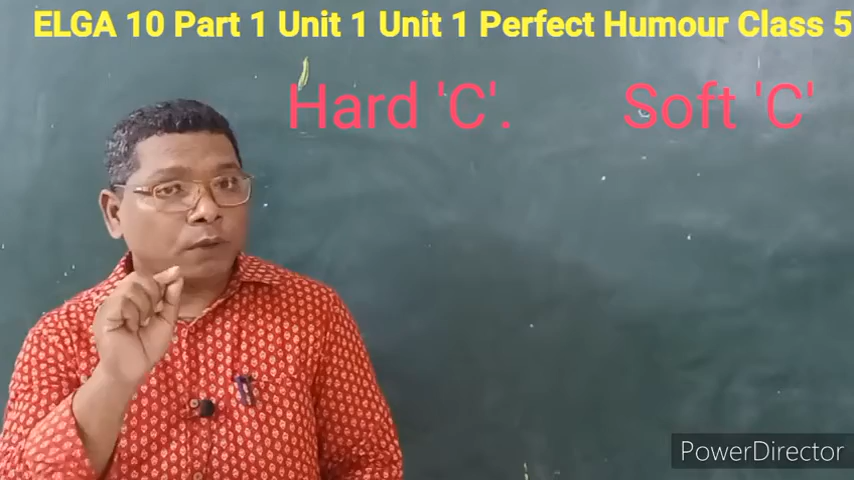 ELGA 10 Part 1 Unit 1 Unit 1 Perfect Humour Class 5
Hard 'C'. Soft 'C'
PowerDirector